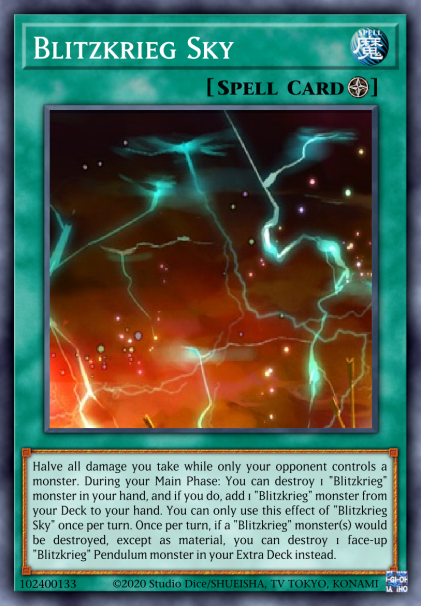 BLITZKRIEG SKY
SPELL
魔
[SPELL CARD]
Halve all damage you take while only your opponent controls a
monster. During your Main Phase: You can destroy 1 "Blitzkrieg"
monster in your hand, and if you do, add 1 "Blitzkrieg" monster from
your Deck to your hand. You can only use this effect of "Blitzkrieg
Sky" once per turn. Once per turn, if a "Blitzkrieg" monster(s) would
be destroyed, except as material, you can destroy 1 face-up
"Blitzkrieg" Pendulum monster in your Extra Deck instead.
102400133 ©2020 Studio Dice/SHUEISHA, TV TOKYO, KONAMI